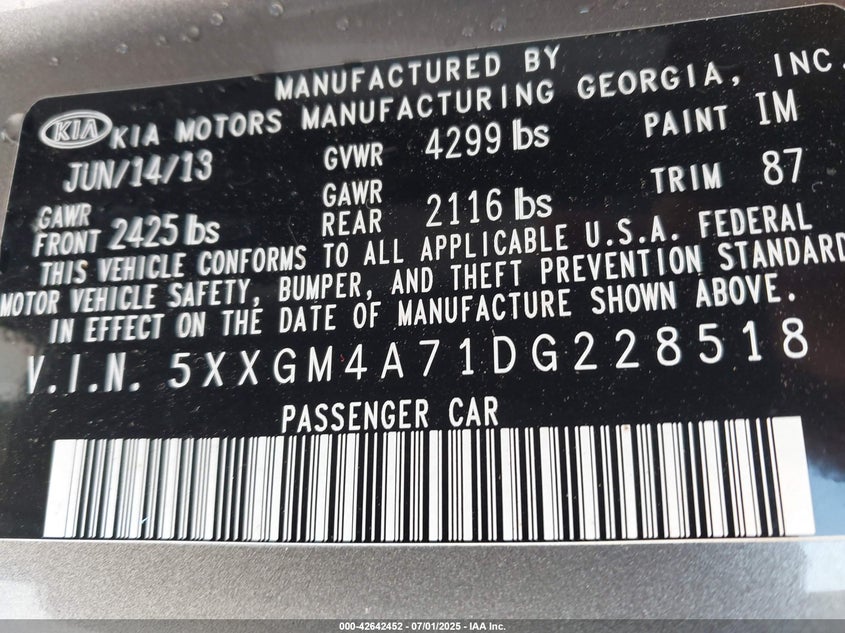 MANUFACTURED BY
KIA KIA MOTORS MANUFACTURING GEORGIA, INC.
JUN/14/13 GVWR 4299 lbs PAINT IM
GAWR FRONT 2425 lbs GAWR REAR 2116 lbs TRIM 87
THIS VEHICLE CONFORMS TO ALL APPLICABLE U.S.A. FEDERAL
MOTOR VEHICLE SAFETY, BUMPER, AND THEFT PREVENTION STANDARD
IN EFFECT ON THE DATE OF MANUFACTURE SHOWN ABOVE.
V.I.N. 5XXGM4A71DG228518
PASSENGER CAR
000-42642452 - 07/01/2025 - IAA Inc.